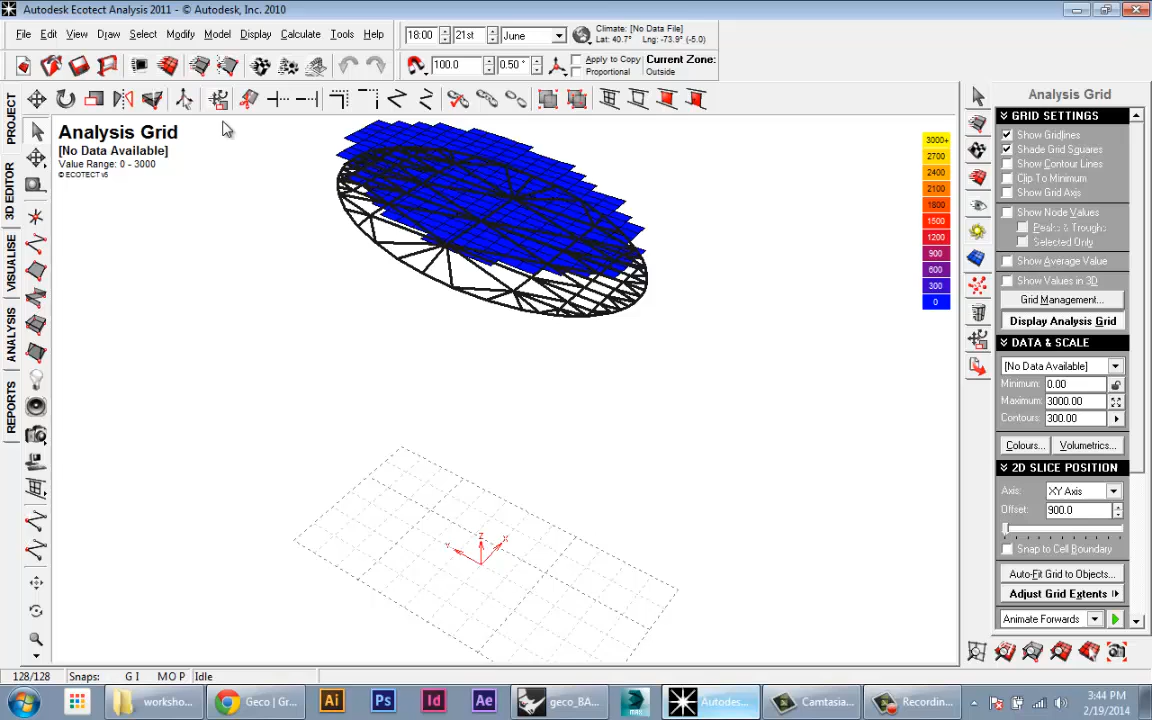 Autodesk Ecotect Analysis 2011 - © Autodesk, Inc. 2010
File Edit View Draw Select Modify Model Display Calculate Tools Help
18:00 21st June
Climate: [No Data File]
Lat: 40.7° Lng: -73.9° (-5.0)
100.0 0.50 °
Apply to Copy
Proportional
Current Zone:
Outside
PROJECT
3D EDITOR
VISUALISE
ANALYSIS
REPORTS
Analysis Grid
[No Data Available]
Value Range: 0 - 3000
© ECOTECT v5
3000+
2700
2400
2100
1800
1500
1200
900
600
300
0
Z
Y
X
Analysis Grid
GRID SETTINGS
Show Gridlines
Shade Grid Squares
Show Contour Lines
Clip To Minimum
Show Grid Axis
Show Node Values
Peaks & Troughs
Selected Only
Show Average Value
Show Values in 3D
Grid Management...
Display Analysis Grid
DATA & SCALE
[No Data Available]
Minimum: 0.00
Maximum: 3000.00
Contours: 300.00
Colours... Volumetrics...
2D SLICE POSITION
Axis: XY Axis
Offset: 900.0
Snap to Cell Boundary
Auto-Fit Grid to Objects...
Adjust Grid Extents
Animate Forwards
128/128 Snaps: G I MO P Idle
worksho... Geco | Gr... Ai Ps Id Ae geco_BA... Autodes... Camtasia... Recordin...
3:44 PM
2/19/2014